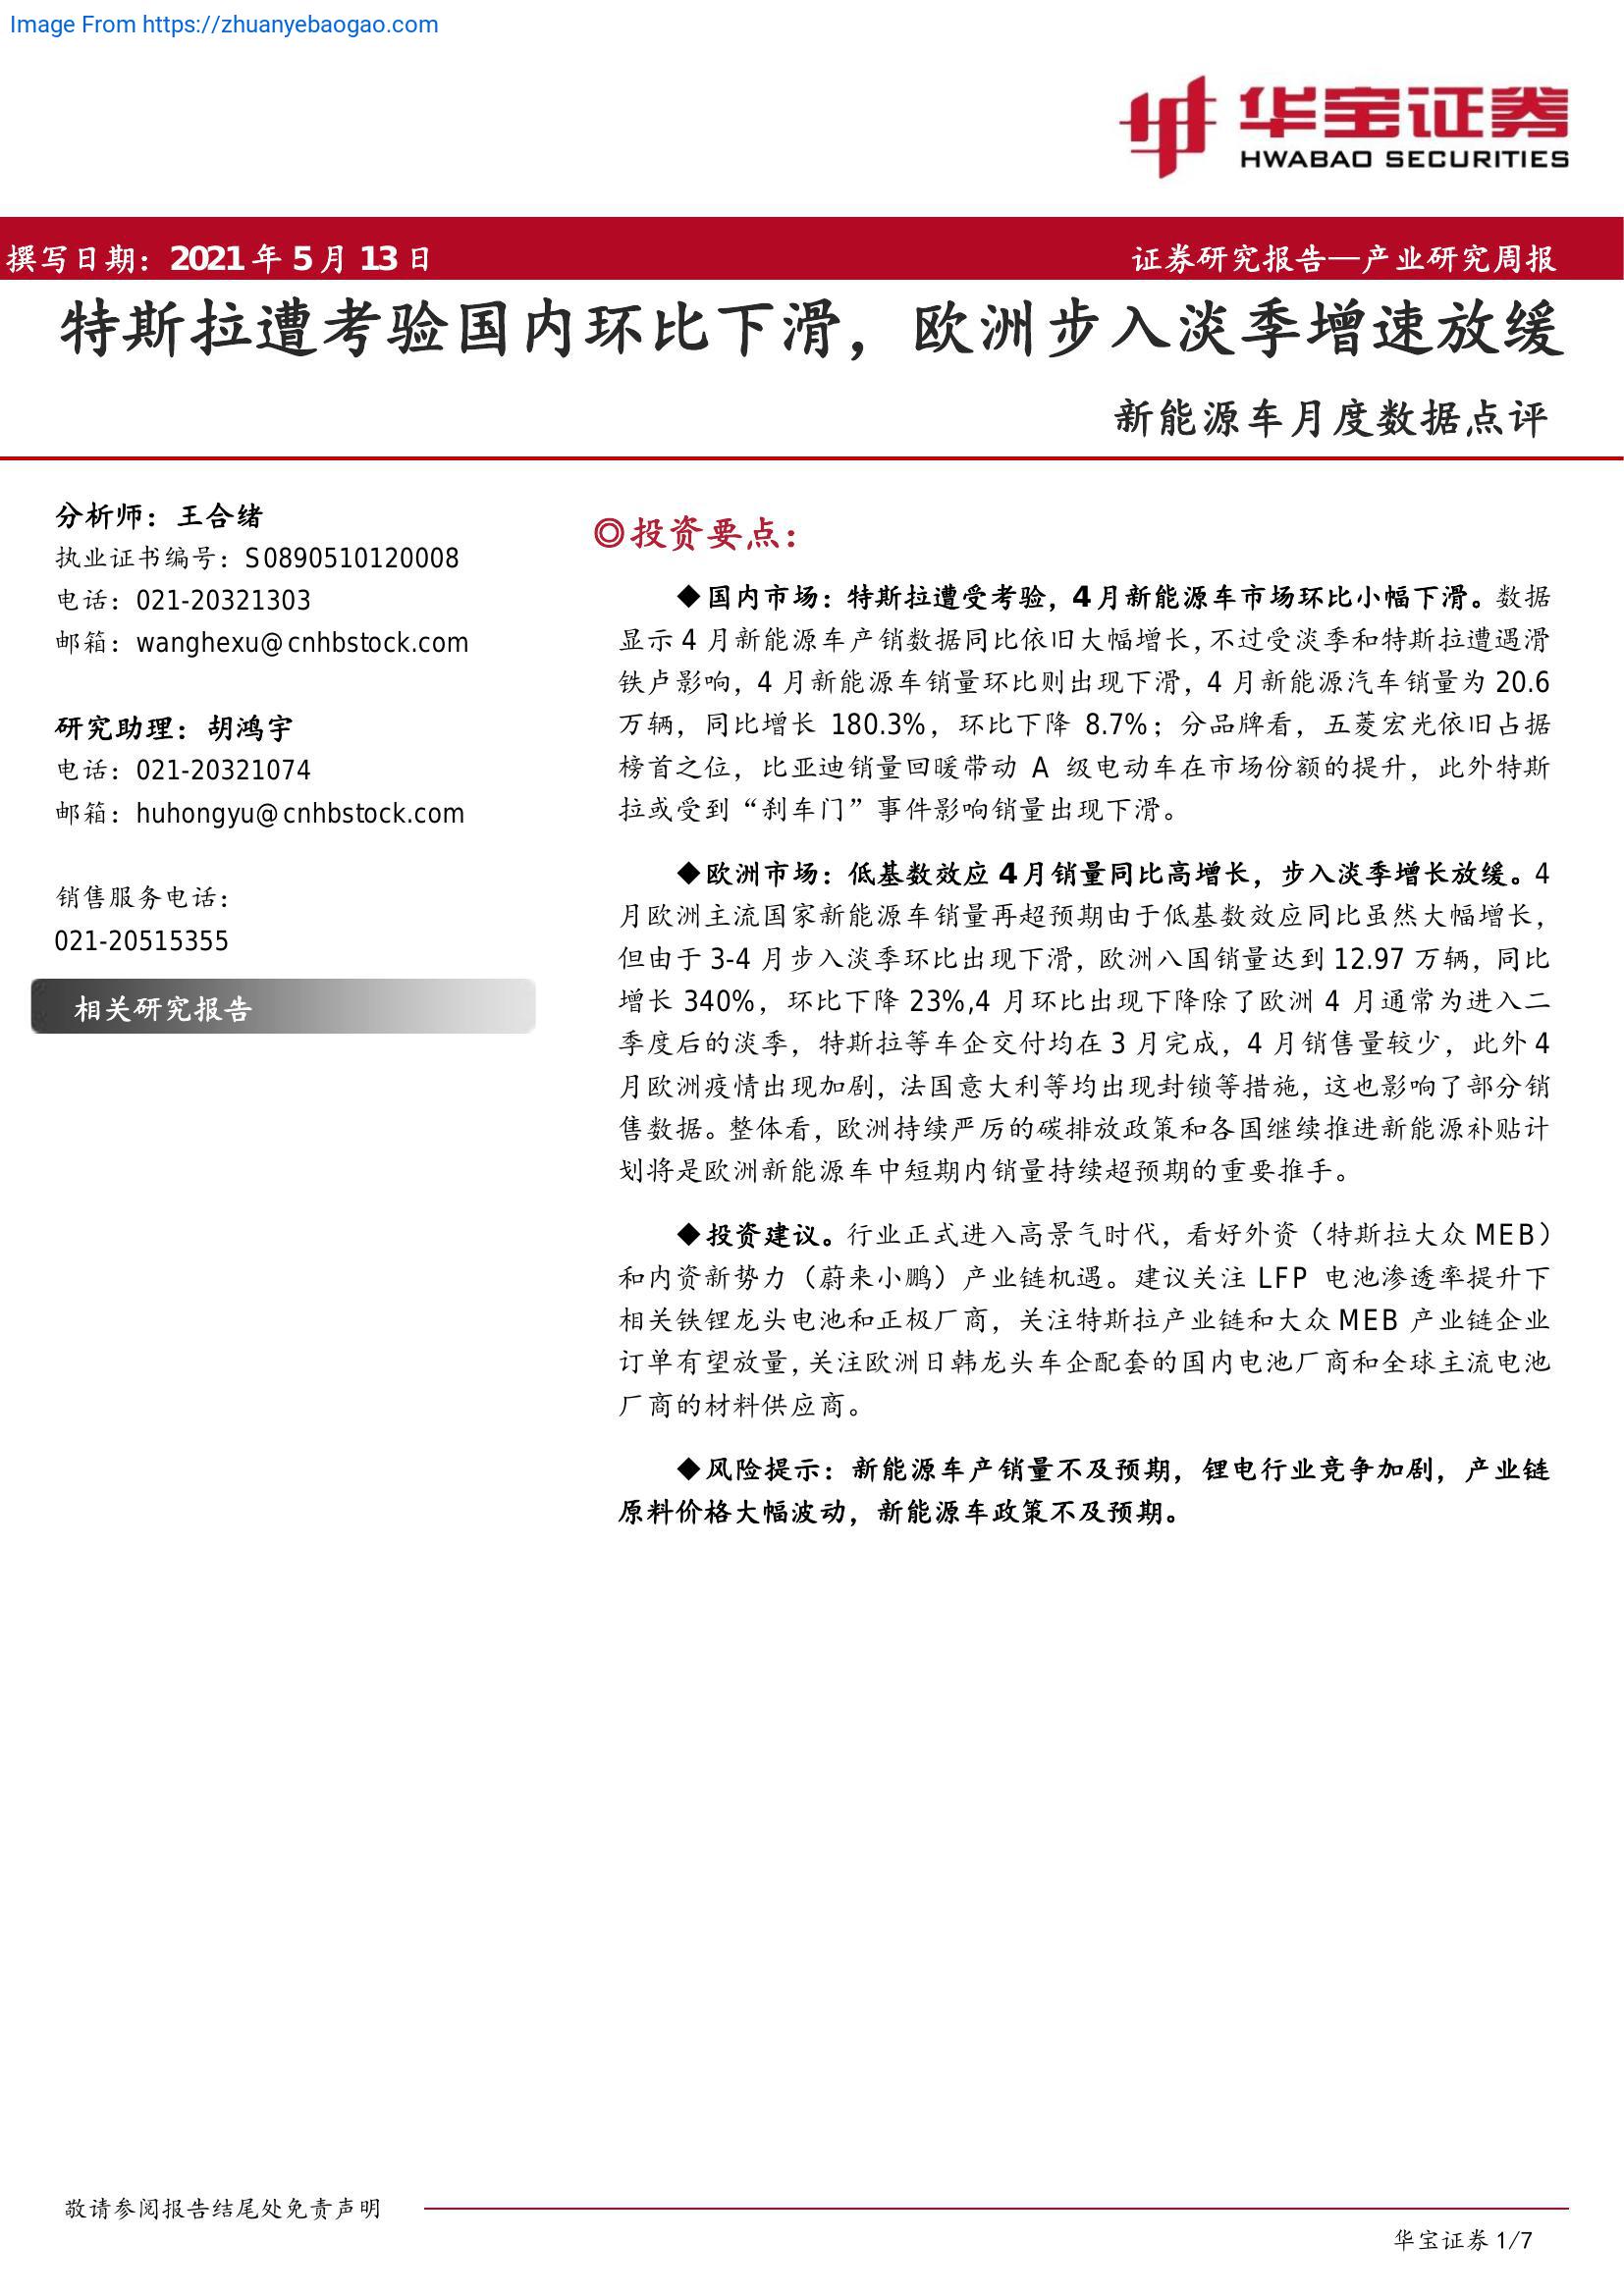 Image From https://zhuanyebaogao.com
华宝证券
HWABAO SECURITIES
撰写日期：2021 年 5 月 13 日
证券研究报告—产业研究周报
特斯拉遭考验国内环比下滑，欧洲步入淡季增速放缓
新能源车月度数据点评
分析师：王合绪
执业证书编号：S0890510120008
电话：021-20321303
邮箱：wanghexu@cnhbstock.com
研究助理：胡鸿宇
电话：021-20321074
邮箱：huhongyu@cnhbstock.com
销售服务电话：
021-20515355
相关研究报告
◎投资要点：
◆国内市场：特斯拉遭受考验，4 月新能源车市场环比小幅下滑。数据
显示 4 月新能源车产销数据同比依旧大幅增长，不过受淡季和特斯拉遭遇滑
铁卢影响，4 月新能源车销量环比则出现下滑，4 月新能源汽车销量为 20.6
万辆，同比增长 180.3%，环比下降 8.7%；分品牌看，五菱宏光依旧占据
榜首之位，比亚迪销量回暖带动 A 级电动车在市场份额的提升，此外特斯
拉或受到“刹车门”事件影响销量出现下滑。
◆欧洲市场：低基数效应 4 月销量同比高增长，步入淡季增长放缓。4
月欧洲主流国家新能源车销量再超预期由于低基数效应同比虽然大幅增长，
但由于 3-4 月步入淡季环比出现下滑，欧洲八国销量达到 12.97 万辆，同比
增长 340%，环比下降 23%,4 月环比出现下降除了欧洲 4 月通常为进入二
季度后的淡季，特斯拉等车企交付均在 3 月完成，4 月销售量较少，此外 4
月欧洲疫情出现加剧，法国意大利等均出现封锁等措施，这也影响了部分销
售数据。整体看，欧洲持续严厉的碳排放政策和各国继续推进新能源补贴计
划将是欧洲新能源车中短期内销量持续超预期的重要推手。
◆投资建议。行业正式进入高景气时代，看好外资（特斯拉大众 MEB）
和内资新势力（蔚来小鹏）产业链机遇。建议关注 LFP 电池渗透率提升下
相关铁锂龙头电池和正极厂商，关注特斯拉产业链和大众 MEB 产业链企业
订单有望放量，关注欧洲日韩龙头车企配套的国内电池厂商和全球主流电池
厂商的材料供应商。
◆风险提示：新能源车产销量不及预期，锂电行业竞争加剧，产业链
原料价格大幅波动，新能源车政策不及预期。
敬请参阅报告结尾处免责声明
华宝证券 1/7